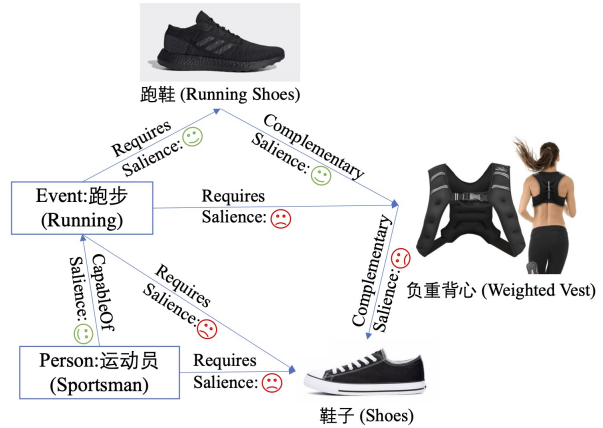 跑鞋 (Running Shoes)
Requires
Salience:
Complementary
Salience:
Event:跑步
(Running)
Requires
Salience:
负重背心 (Weighted Vest)
CapableOf
Salience:
Requires
Salience:
Complementary
Salience:
Person:运动员
(Sportsman)
Requires
Salience:
鞋子 (Shoes)